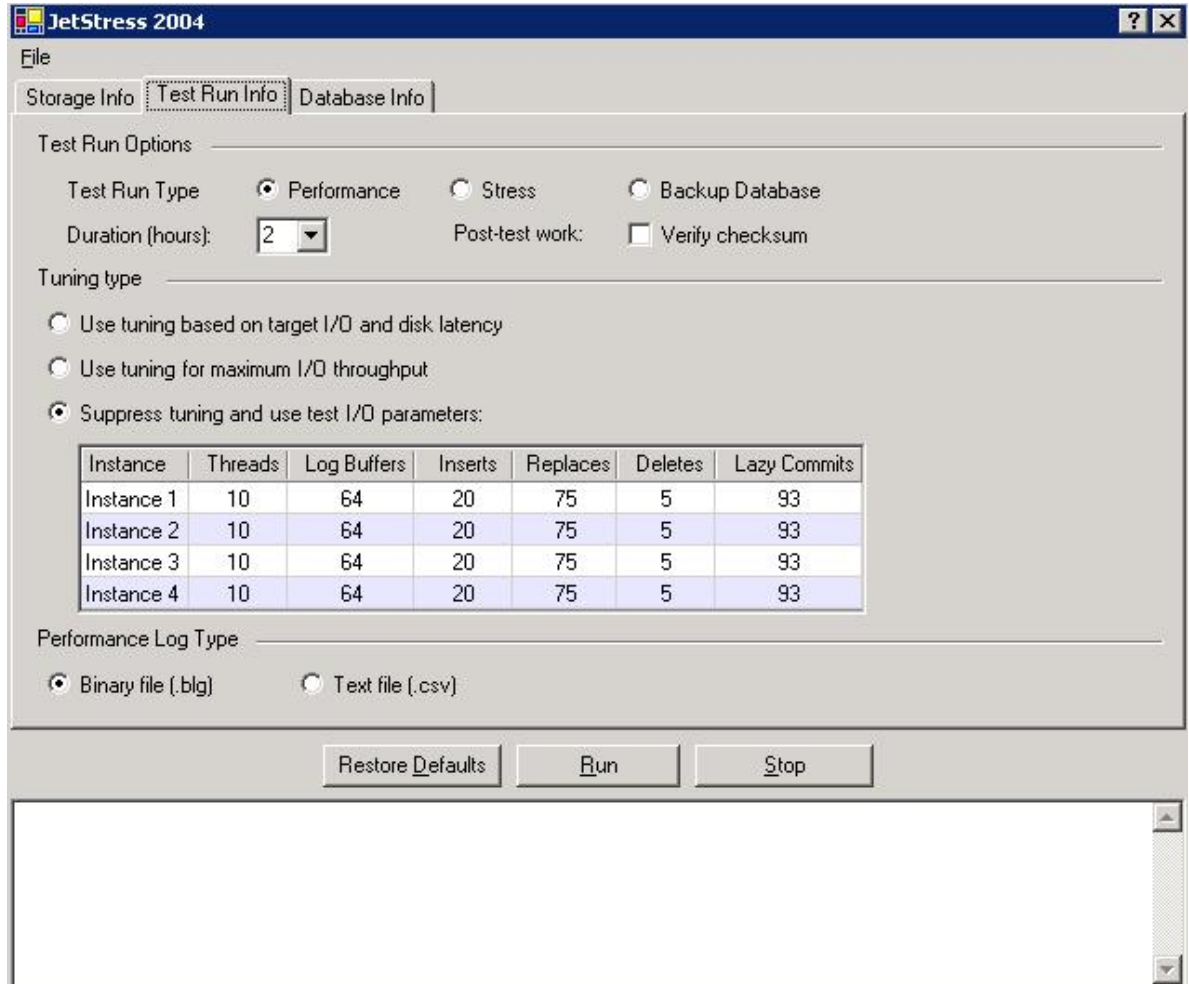 JetStress 2004
File
Storage Info Test Run Info Database Info
Test Run Options
Test Run Type Performance Stress Backup Database
Duration (hours): 2 Post-test work: Verify checksum
Tuning type
Use tuning based on target I/O and disk latency
Use tuning for maximum I/O throughput
Suppress tuning and use test I/O parameters:
Instance Threads Log Buffers Inserts Replaces Deletes Lazy Commits
Instance 1 10 64 20 75 5 93
Instance 2 10 64 20 75 5 93
Instance 3 10 64 20 75 5 93
Instance 4 10 64 20 75 5 93
Performance Log Type
Binary file (.blg) Text file (.csv)
Restore Defaults Run Stop